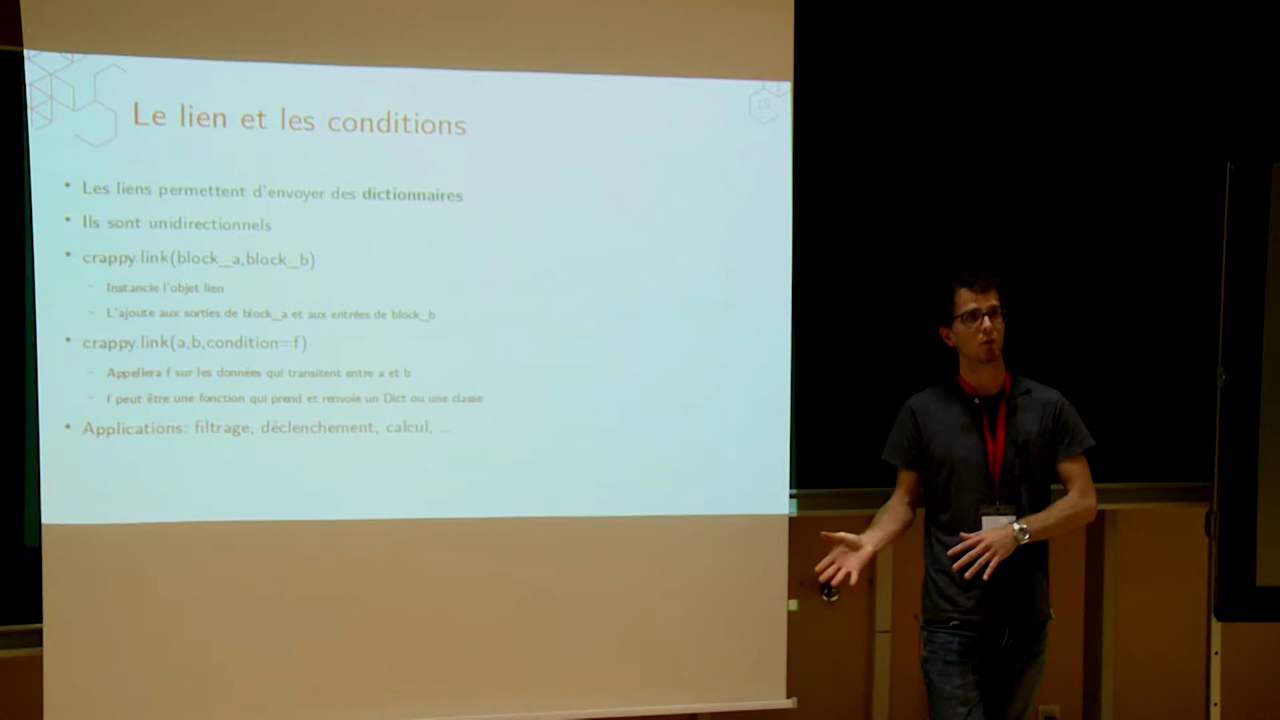 Le lien et les conditions
15
• Les liens permettent d'envoyer des dictionnaires
• Ils sont unidirectionnels
• crappy.link(block_a,block_b)
– Instancie l'objet lien
– L'ajoute aux sorties de block_a et aux entrées de block_b
• crappy.link(a,b,condition=f)
– Appellera f sur les données qui transitent entre a et b
– f peut être une fonction qui prend et renvoie un Dict ou une classe
• Applications: filtrage, déclenchement, calcul, ...